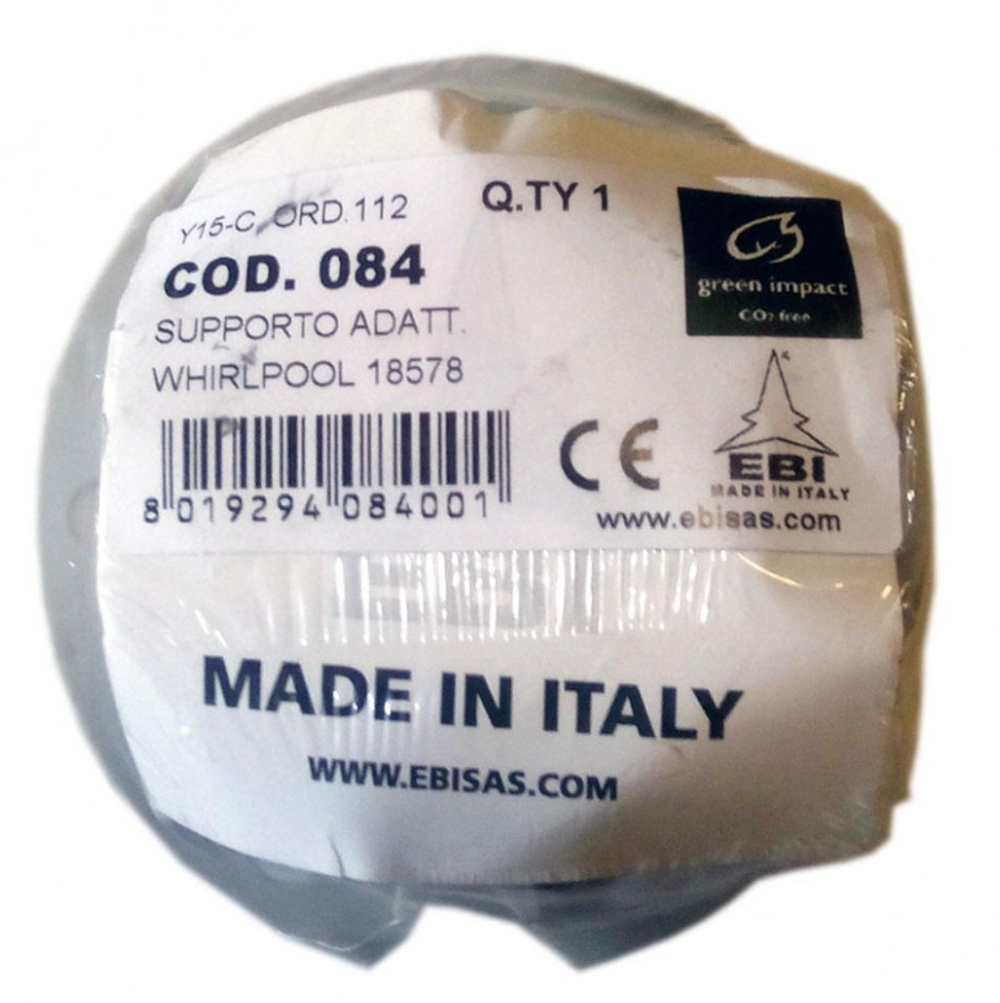 Y15-C ORD.112
Q.TY 1
COD. 084
SUPPORTO ADATT.
WHIRLPOOL 18578
8 019294 084001
green impact
CO₂ free
CE
EBI
MADE IN ITALY
www.ebisas.com
MADE IN ITALY
WWW.EBISAS.COM